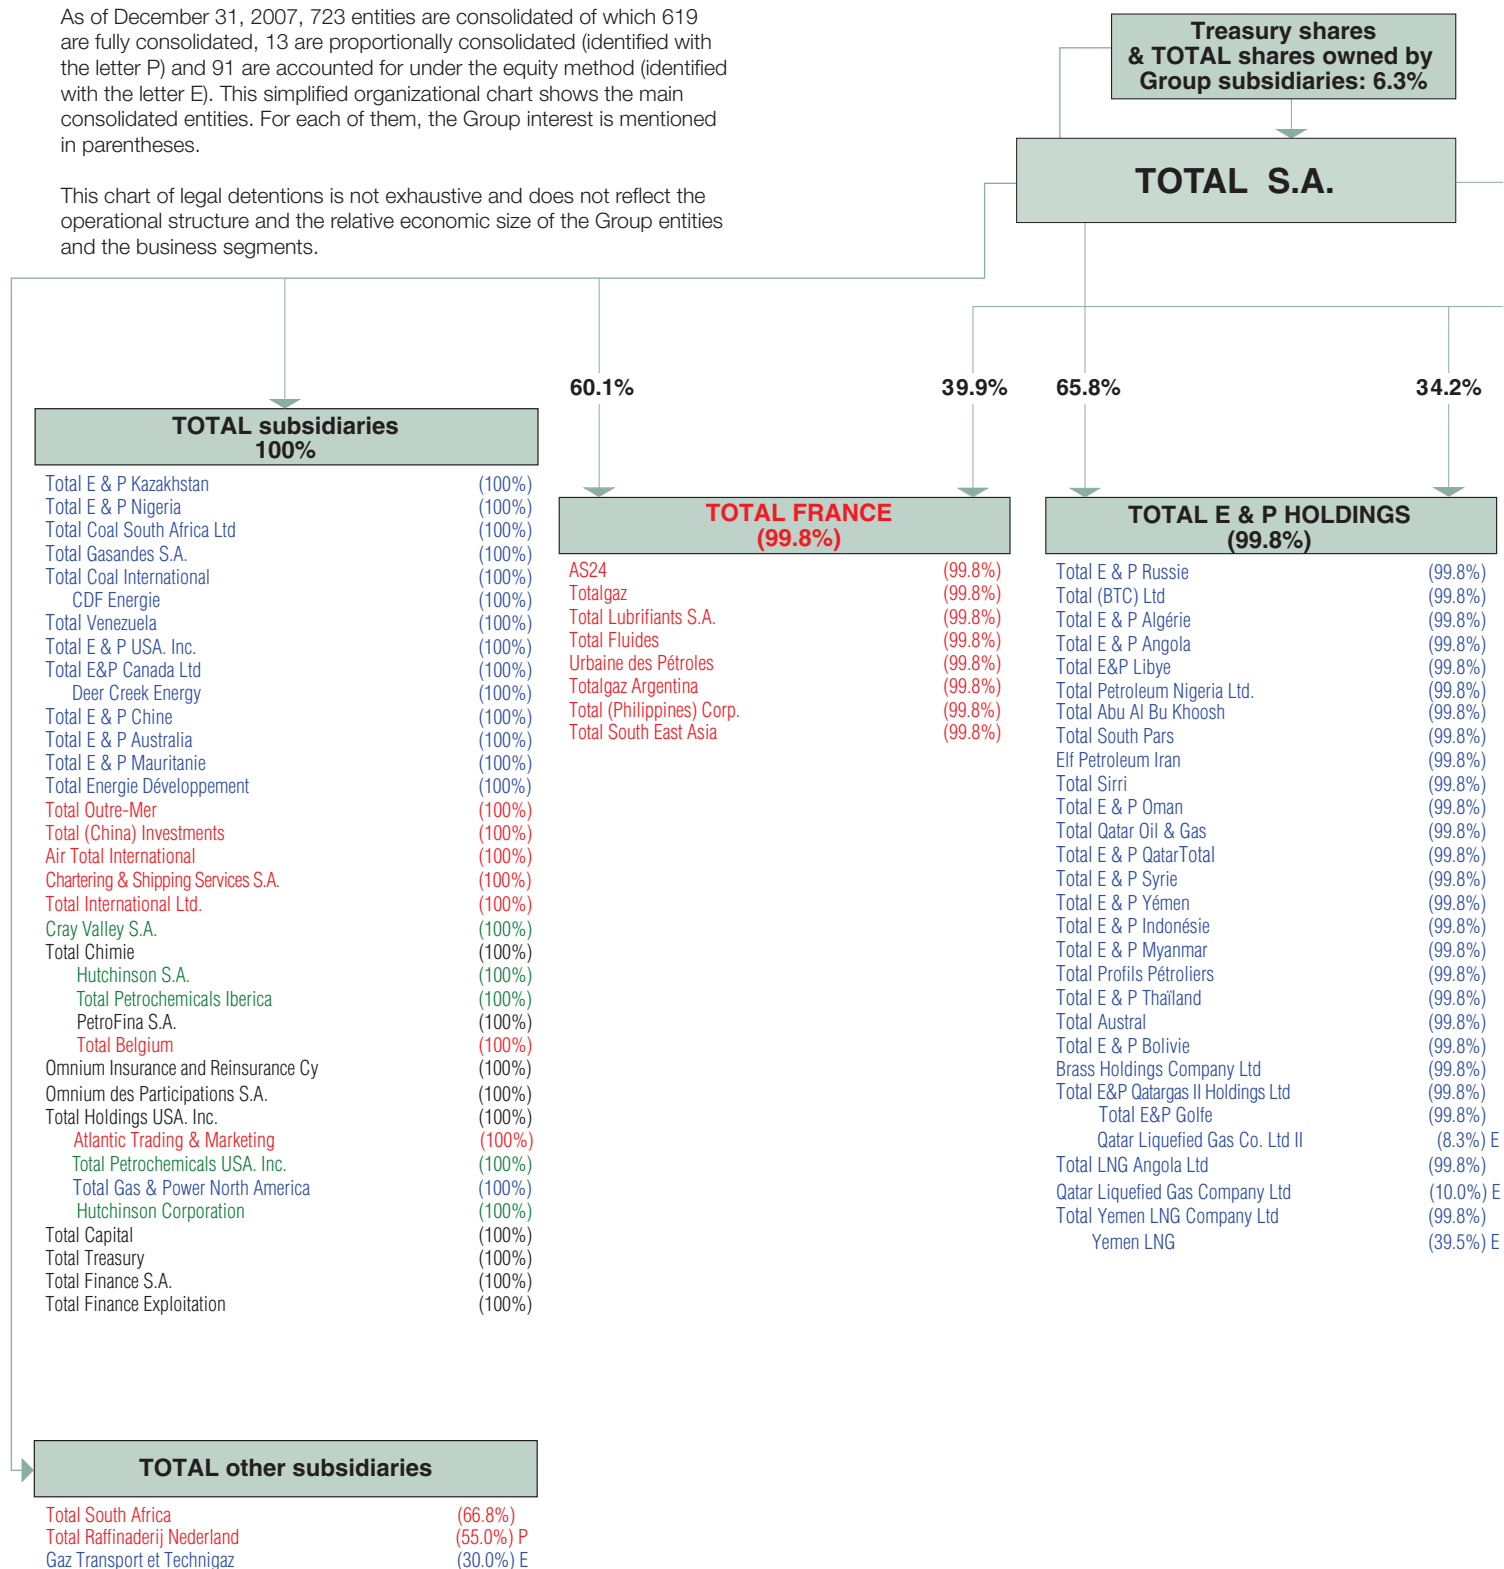 As of December 31, 2007, 723 entities are consolidated of which 619
are fully consolidated, 13 are proportionally consolidated (identified with
the letter P) and 91 are accounted for under the equity method (identified
with the letter E). This simplified organizational chart shows the main
consolidated entities. For each of them, the Group interest is mentioned
in parentheses.
This chart of legal detentions is not exhaustive and does not reflect the
operational structure and the relative economic size of the Group entities
and the business segments.
Treasury shares
& TOTAL shares owned by
Group subsidiaries: 6.3%
TOTAL S.A.
60.1%
39.9%
65.8%
34.2%
TOTAL subsidiaries
100%
Total E & P Kazakhstan (100%)
Total E & P Nigeria (100%)
Total Coal South Africa Ltd (100%)
Total Gasandes S.A. (100%)
Total Coal International (100%)
CDF Energie (100%)
Total Venezuela (100%)
Total E & P USA. Inc. (100%)
Total E&P Canada Ltd (100%)
Deer Creek Energy (100%)
Total E & P Chine (100%)
Total E & P Australia (100%)
Total E & P Mauritanie (100%)
Total Energie Développement (100%)
Total Outre-Mer (100%)
Total (China) Investments (100%)
Air Total International (100%)
Chartering & Shipping Services S.A. (100%)
Total International Ltd. (100%)
Cray Valley S.A. (100%)
Total Chimie (100%)
Hutchinson S.A. (100%)
Total Petrochemicals Iberica (100%)
PetroFina S.A. (100%)
Total Belgium (100%)
Omnium Insurance and Reinsurance Cy (100%)
Omnium des Participations S.A. (100%)
Total Holdings USA. Inc. (100%)
Atlantic Trading & Marketing (100%)
Total Petrochemicals USA. Inc. (100%)
Total Gas & Power North America (100%)
Hutchinson Corporation (100%)
Total Capital (100%)
Total Treasury (100%)
Total Finance S.A. (100%)
Total Finance Exploitation (100%)
TOTAL FRANCE
(99.8%)
AS24 (99.8%)
Totalgaz (99.8%)
Total Lubrifiants S.A. (99.8%)
Total Fluides (99.8%)
Urbaine des Pétroles (99.8%)
Totalgaz Argentina (99.8%)
Total (Philippines) Corp. (99.8%)
Total South East Asia (99.8%)
TOTAL E & P HOLDINGS
(99.8%)
Total E & P Russie (99.8%)
Total (BTC) Ltd (99.8%)
Total E & P Algérie (99.8%)
Total E & P Angola (99.8%)
Total E&P Libye (99.8%)
Total Petroleum Nigeria Ltd. (99.8%)
Total Abu Al Bu Khoosh (99.8%)
Total South Pars (99.8%)
Elf Petroleum Iran (99.8%)
Total Sirri (99.8%)
Total E & P Oman (99.8%)
Total Qatar Oil & Gas (99.8%)
Total E & P QatarTotal (99.8%)
Total E & P Syrie (99.8%)
Total E & P Yémen (99.8%)
Total E & P Indonésie (99.8%)
Total E & P Myanmar (99.8%)
Total Profils Pétroliers (99.8%)
Total E & P Thaïland (99.8%)
Total Austral (99.8%)
Total E & P Bolivie (99.8%)
Brass Holdings Company Ltd (99.8%)
Total E&P Qatargas II Holdings Ltd (99.8%)
Total E&P Golfe (99.8%)
Qatar Liquefied Gas Co. Ltd II (8.3%) E
Total LNG Angola Ltd (99.8%)
Qatar Liquefied Gas Company Ltd (10.0%) E
Total Yemen LNG Company Ltd (99.8%)
Yemen LNG (39.5%) E
TOTAL other subsidiaries
Total South Africa (66.8%)
Total Raffinaderij Nederland (55.0%) P
Gaz Transport et Technigaz (30.0%) E